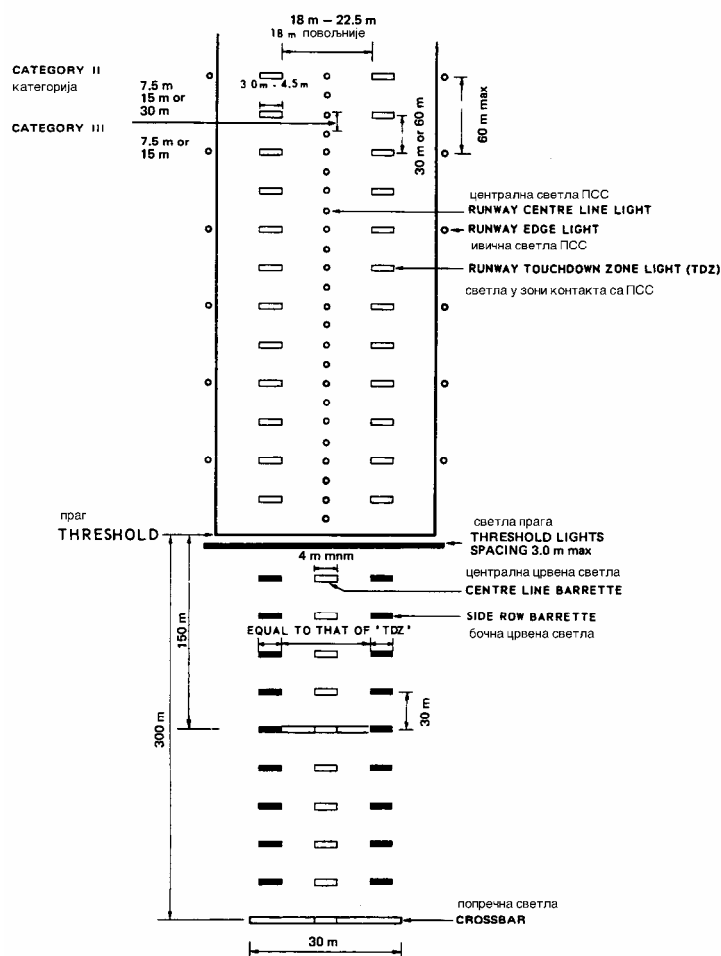 18 m – 22.5 m
18 m повољније
CATEGORY II
категорија
7.5 m
15 m or
30 m
3 0 m - 4.5 m
CATEGORY III
7.5 m or
15 m
30 m or 60 m
60 m max
централна светла ПСС
RUNWAY CENTRE LINE LIGHT
RUNWAY EDGE LIGHT
ивична светла ПСС
RUNWAY TOUCHDOWN ZONE LIGHT (TDZ)
светла у зони контакта са ПСС
праг
THRESHOLD
светла прага
THRESHOLD LIGHTS
SPACING 3.0 m max
4 m mnm
централна црвена светла
CENTRE LINE BARRETTE
SIDE ROW BARRETTE
EQUAL TO THAT OF "TDZ"
бочна црвена светла
150 m
30 m
300 m
попречна светла
CROSSBAR
30 m